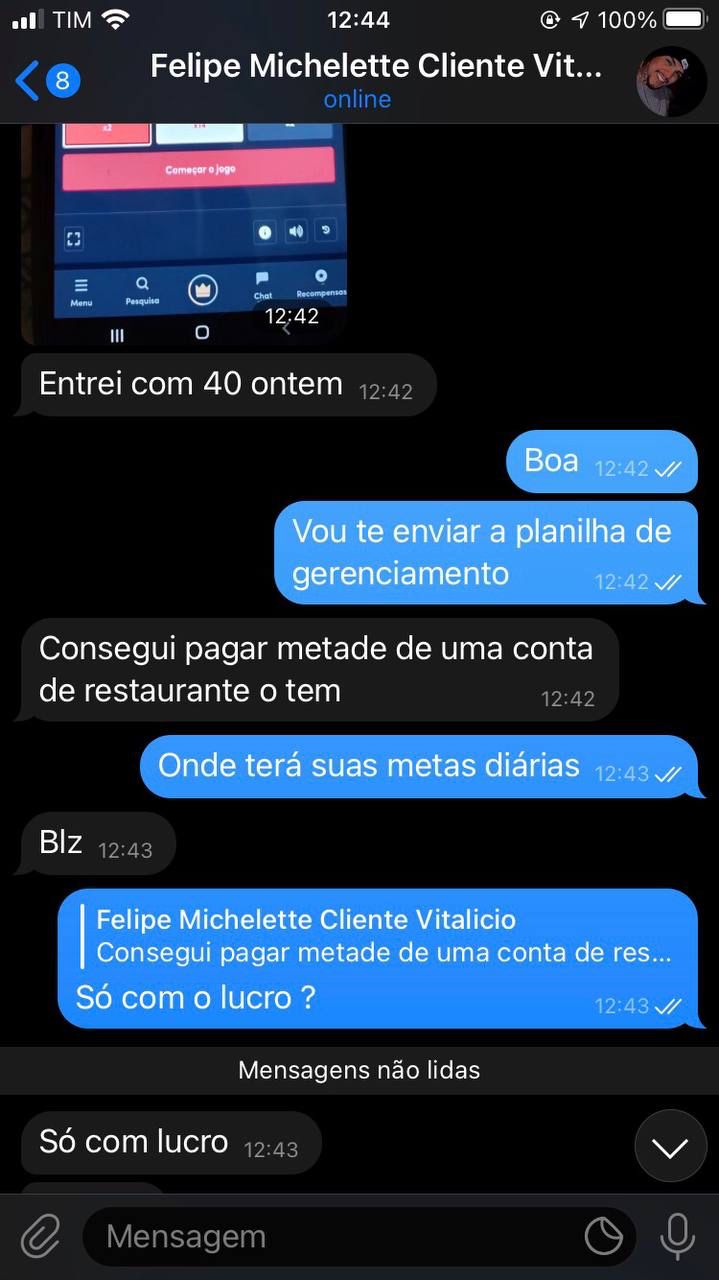 TIM
12:44
100%
8
Felipe Michelette Cliente Vit...
online
x2
x14
Começar o jogo
Menu
Pesquisa
Chat
Recompensas
12:42
Entrei com 40 ontem 12:42
Boa 12:42
Vou te enviar a planilha de
gerenciamento 12:42
Consegui pagar metade de uma conta
de restaurante o tem 12:42
Onde terá suas metas diárias 12:43
Blz 12:43
Felipe Michelette Cliente Vitalicio
Consegui pagar metade de uma conta de res...
Só com o lucro ? 12:43
Mensagens não lidas
Só com lucro 12:43
Mensagem